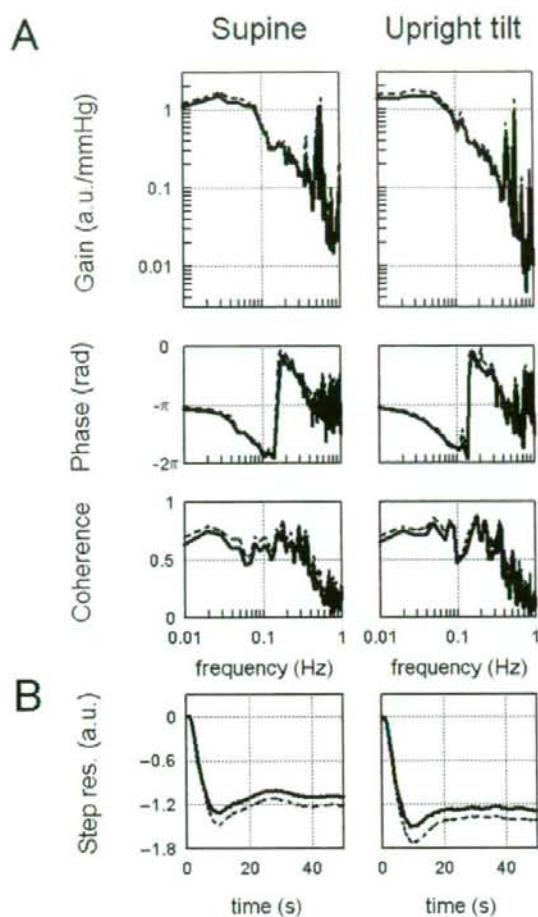 A
Supine
Upright tilt
Gain (a.u./mmHg)
1
0.1
0.01
Phase (rad)
0
-π
-2π
Coherence
1
0.5
0
0.01 0.1 1
0.01 0.1 1
frequency (Hz)
frequency (Hz)
B
Step res. (a.u.)
0
-0.6
-1.2
-1.8
0 20 40
0 20 40
time (s)
time (s)